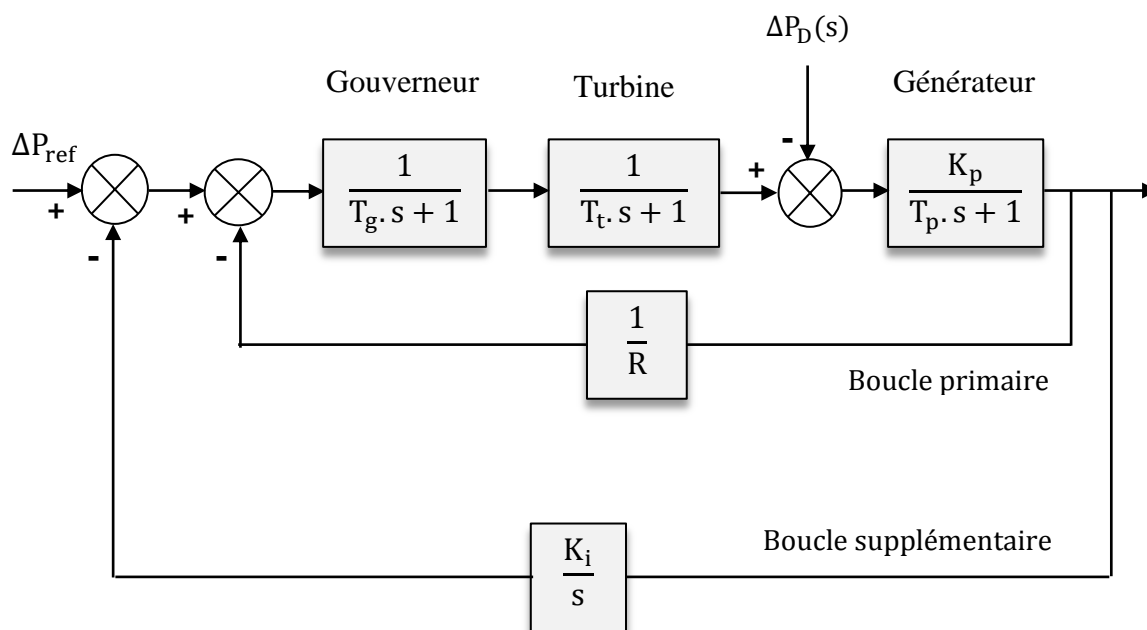 ΔP_D(s)
Gouverneur Turbine Générateur
ΔP_ref
1
T_g. s + 1
1
T_t. s + 1
K_p
T_p. s + 1
+
-
+
-
+
-
1
R
Boucle primaire
Boucle supplémentaire
K_i
s